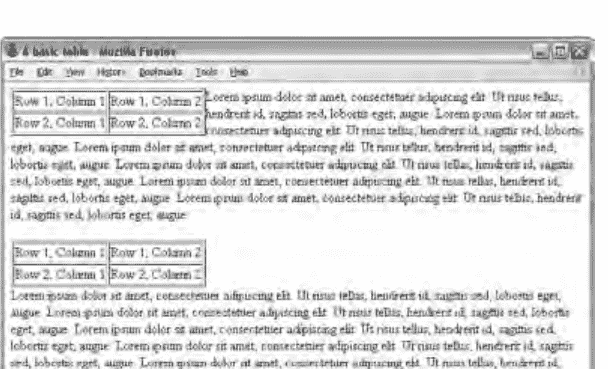 A basic table - Mozilla Firefox
File Edit View History Bookmarks Tools Help
Row 1, Column 1 Row 1, Column 2 Lorem ipsum dolor sit amet, consectetuer adipiscing elit. Ut risus tellus,
hendrerit id, sagittis sed, lobortis eget, augue. Lorem ipsum dolor sit amet,
Row 2, Column 1 Row 2, Column 2 consectetuer adipiscing elit. Ut risus tellus, hendrerit id, sagittis sed, lobortis
eget, augue. Lorem ipsum dolor sit amet, consectetuer adipiscing elit. Ut risus tellus, hendrerit id, sagittis sed,
lobortis eget, augue. Lorem ipsum dolor sit amet, consectetuer adipiscing elit. Ut risus tellus, hendrerit id, sagittis
sed, lobortis eget, augue. Lorem ipsum dolor sit amet, consectetuer adipiscing elit. Ut risus tellus, hendrerit id,
sagittis sed, lobortis eget, augue. Lorem ipsum dolor sit amet, consectetuer adipiscing elit. Ut risus tellus, hendrerit
id, sagittis sed, lobortis eget, augue.
Row 1, Column 1 Row 1, Column 2
Row 2, Column 1 Row 2, Column 2
Lorem ipsum dolor sit amet, consectetuer adipiscing elit. Ut risus tellus, hendrerit id, sagittis sed, lobortis eget,
augue. Lorem ipsum dolor sit amet, consectetuer adipiscing elit. Ut risus tellus, hendrerit id, sagittis sed, lobortis
eget, augue. Lorem ipsum dolor sit amet, consectetuer adipiscing elit. Ut risus tellus, hendrerit id, sagittis sed,
lobortis eget, augue. Lorem ipsum dolor sit amet, consectetuer adipiscing elit. Ut risus tellus, hendrerit id, sagittis
sed, lobortis eget, augue. Lorem ipsum dolor sit amet, consectetuer adipiscing elit. Ut risus tellus, hendrerit id,